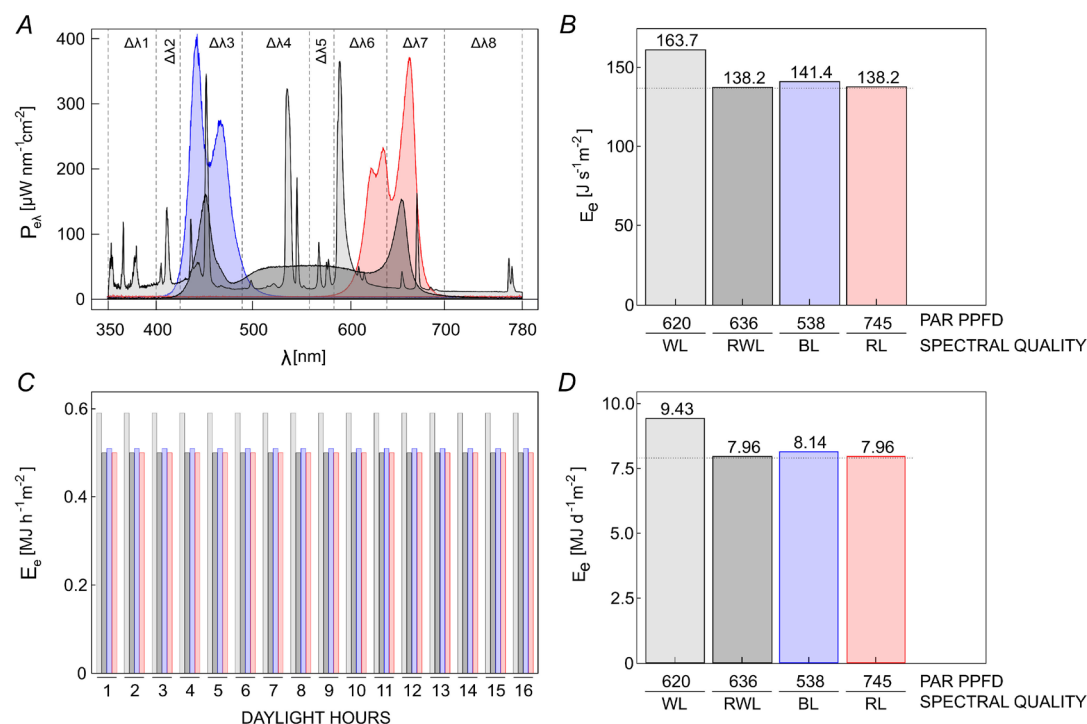 A
Δλ1
Δλ2
Δλ3
Δλ4
Δλ5
Δλ6
Δλ7
Δλ8
400
300
200
100
0
Peλ [µW nm⁻¹cm⁻²]
350
400
500
600
700
780
λ[nm]
B
163.7
138.2
141.4
138.2
150
100
50
0
Ee [J s⁻¹m⁻²]
620 636 538 745 PAR PPFD
WL RWL BL RL SPECTRAL QUALITY
C
0.6
0.4
0.2
0
Ee [MJ h⁻¹m⁻²]
1 2 3 4 5 6 7 8 9 10 11 12 13 14 15 16
DAYLIGHT HOURS
D
9.43
7.96
8.14
7.96
10.0
7.5
5.0
2.5
0
Ee [MJ d⁻¹m⁻²]
620 636 538 745 PAR PPFD
WL RWL BL RL SPECTRAL QUALITY